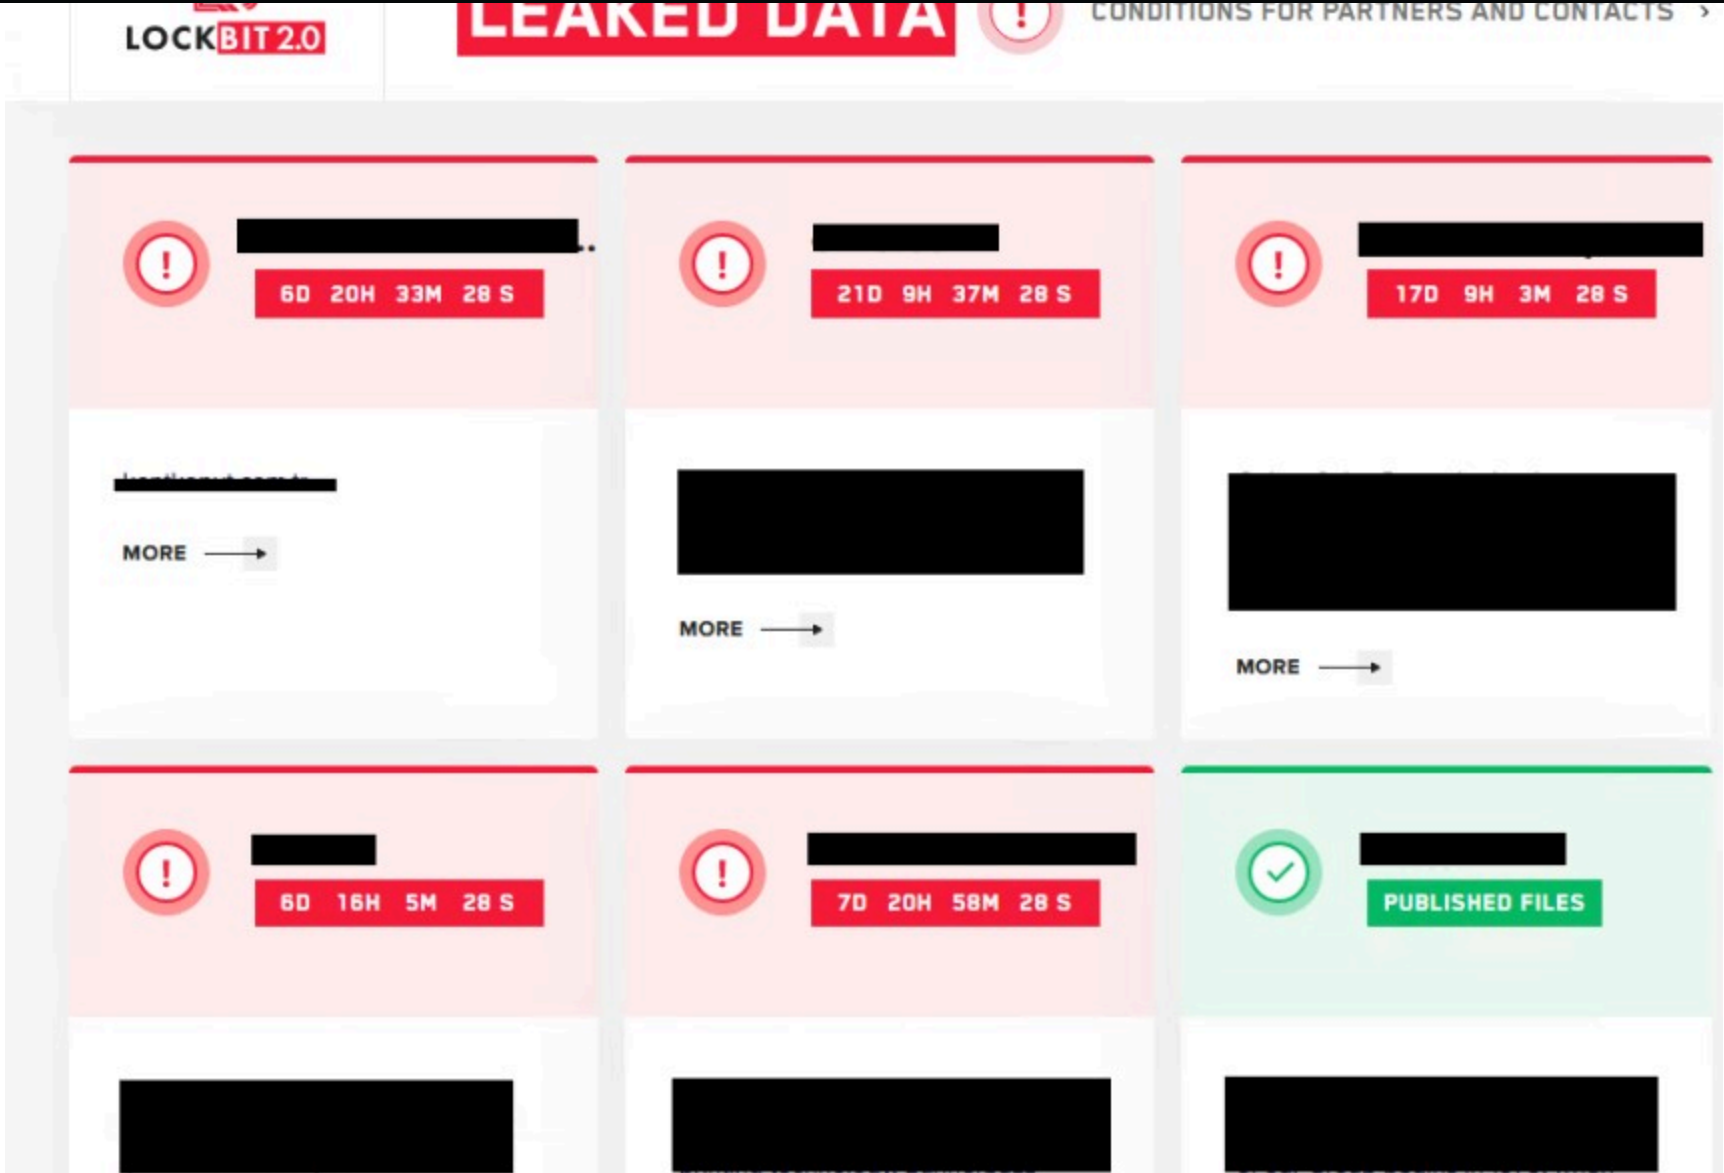 LOCKBIT 2.0
LEAKED DATA
CONDITIONS FOR PARTNERS AND CONTACTS
6D 20H 33M 28 S
21D 9H 37M 28 S
17D 9H 3M 28 S
MORE
MORE
MORE
6D 16H 5M 28 S
7D 20H 58M 28 S
PUBLISHED FILES